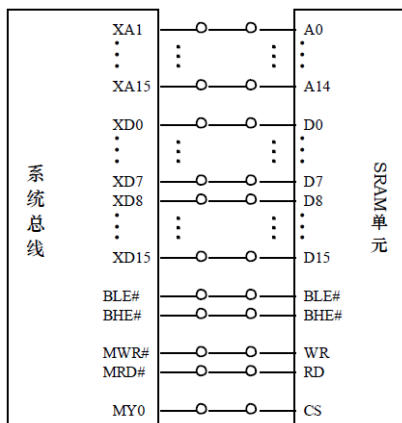 XA1 A0
XA15 A14
XD0 D0
XD7 D7
XD8 D8
XD15 D15
BLE# BLE#
BHE# BHE#
MWR# WR
MRD# RD
MY0 CS
系统总线
SRAM单元